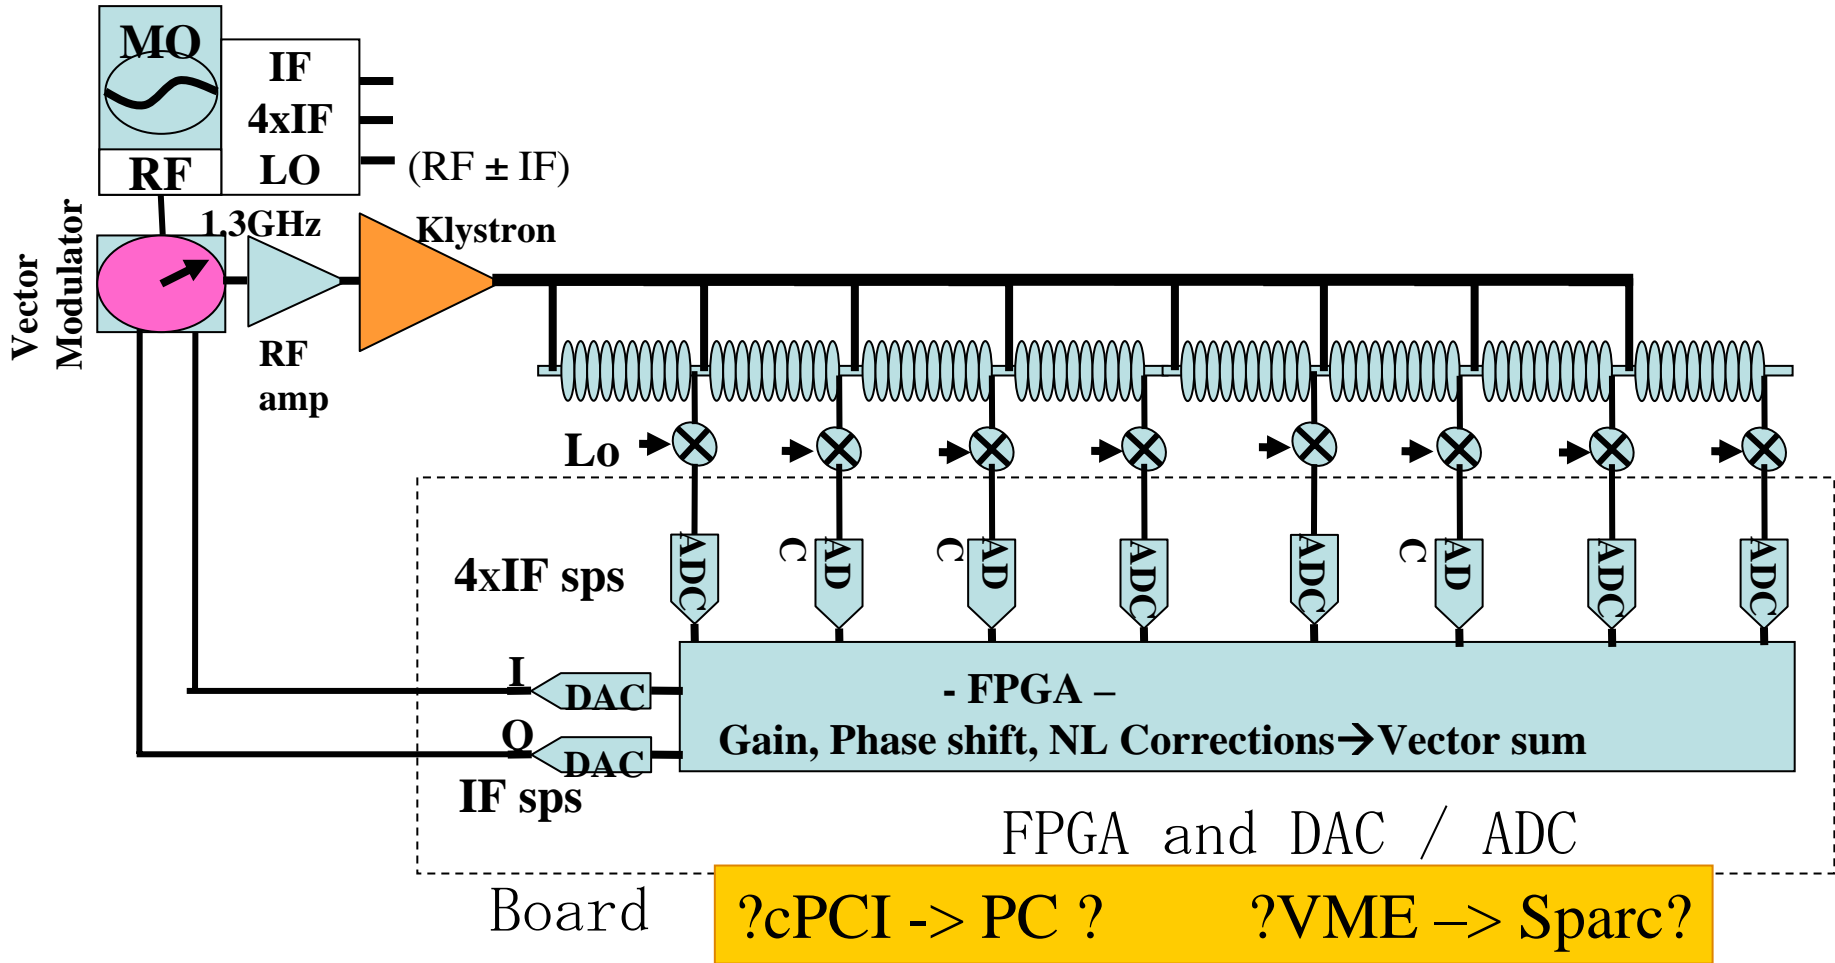 MO
IF
4xIF
LO
(RF ± IF)
RF
1.3GHz
Klystron
Vector
Modulator
RF
amp
Lo
ADC
AD
C
AD
C
ADC
ADC
AD
C
ADC
ADC
4xIF sps
I
DAC
Q
DAC
IF sps
- FPGA –
Gain, Phase shift, NL Corrections→Vector sum
FPGA and DAC / ADC
Board
?cPCI -> PC ? ?VME –> Sparc?